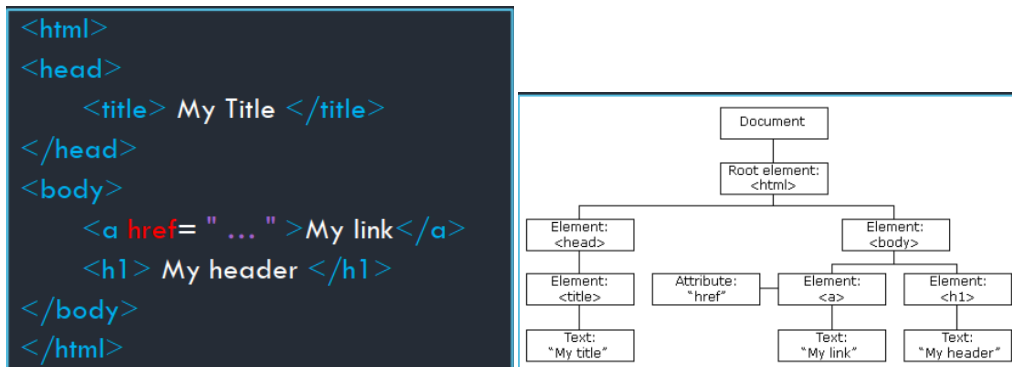 <html>
<head>
<title> My Title </title>
</head>
<body>
<a href= " ... " >My link</a>
<h1> My header </h1>
</body>
</html>
Document
Root element:
<html>
Element:
<head>
Element:
<body>
Element:
<title>
Attribute:
"href"
Element:
<a>
Element:
<h1>
Text:
"My title"
Text:
"My link"
Text:
"My header"